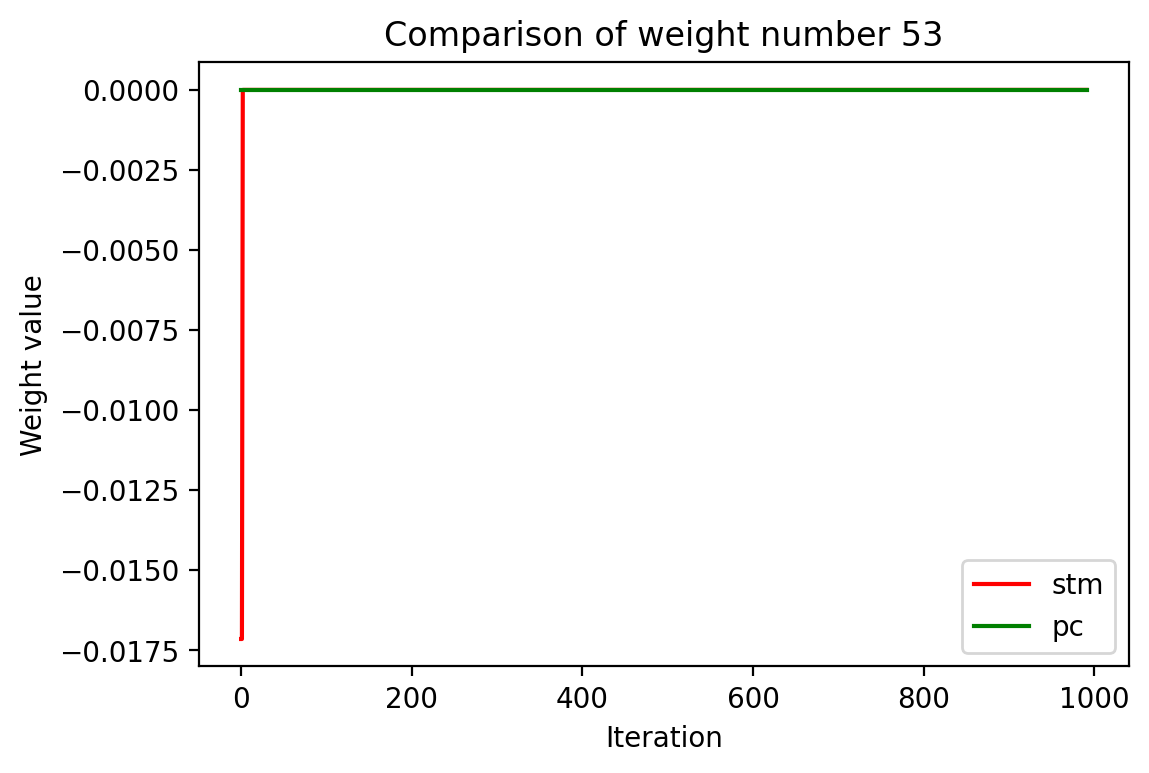 Comparison of weight number 53
Weight value
0.0000
−0.0025
−0.0050
−0.0075
−0.0100
−0.0125
−0.0150
−0.0175
stm
pc
0 200 400 600 800 1000
Iteration